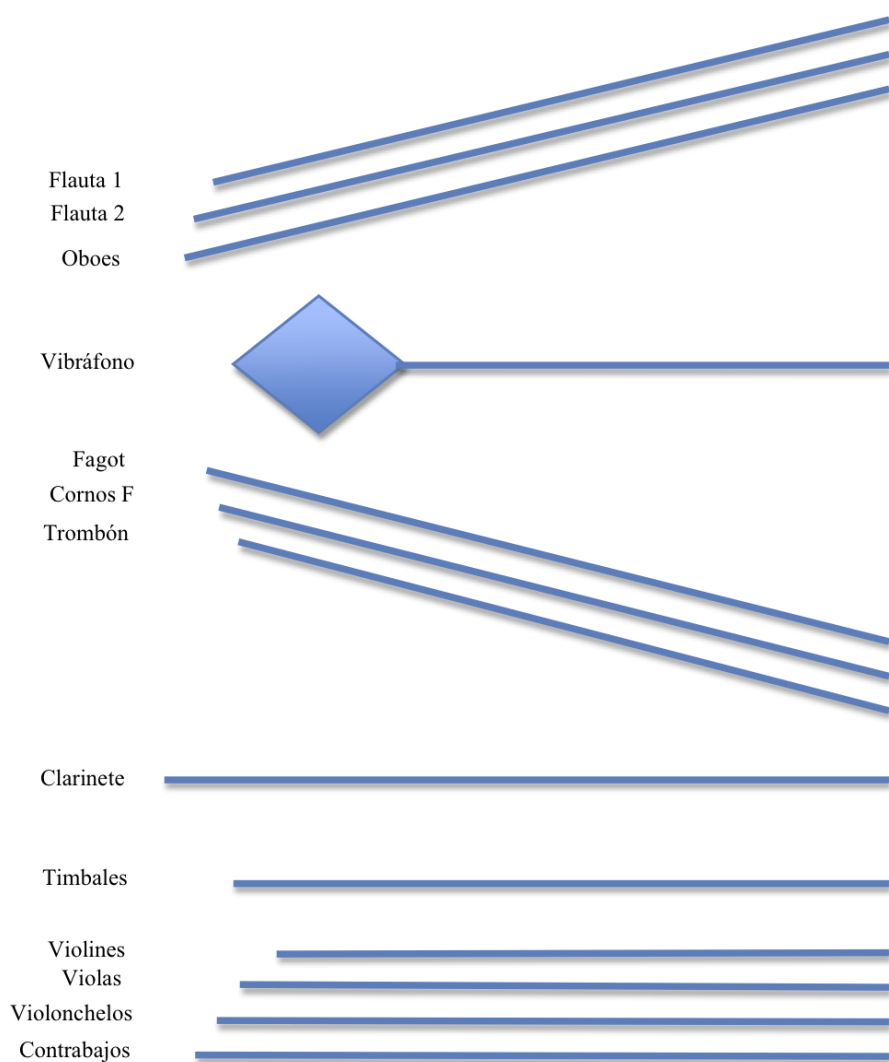 Flauta 1
Flauta 2
Oboes
Vibráfono
Fagot
Cornos F
Trombón
Clarinete
Timbales
Violines
Violas
Violonchelos
Contrabajos